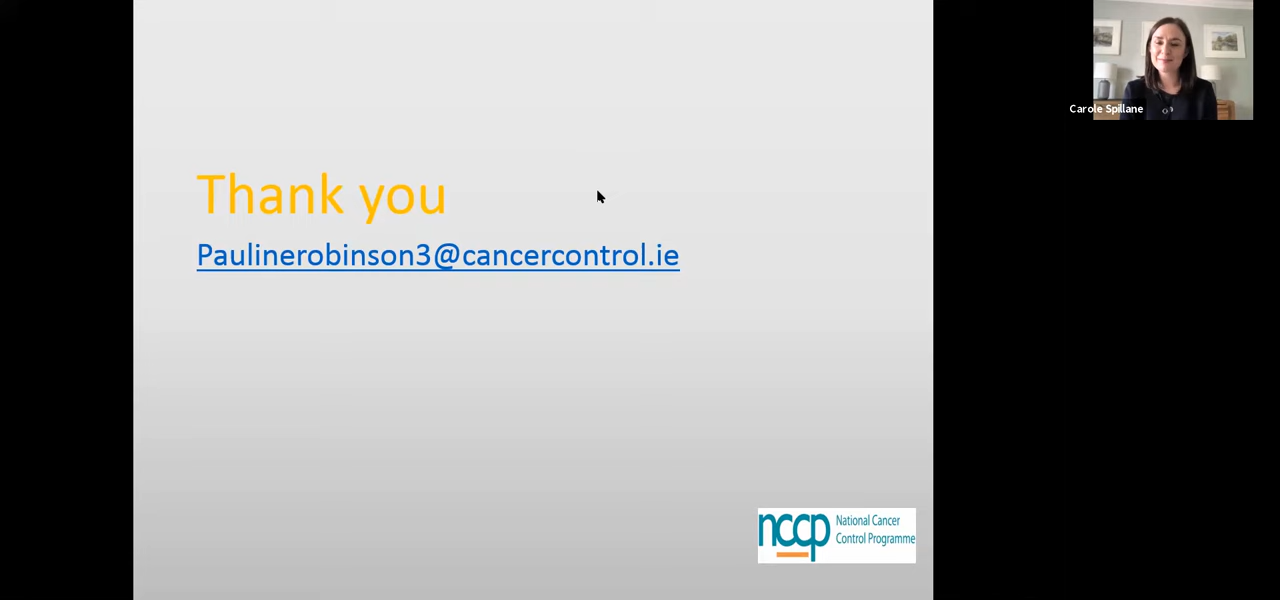 Carole Spillane
Thank you
Paulinerobinson3@cancercontrol.ie
nccp
National Cancer
Control Programme